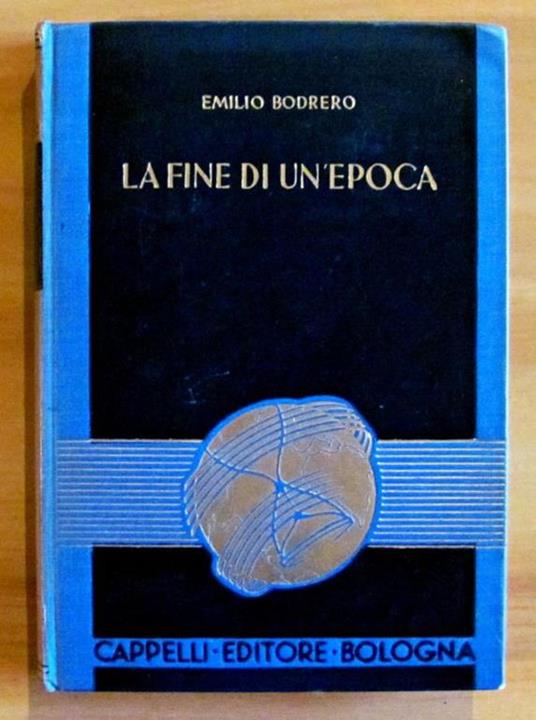 EMILIO BODRERO
LA FINE DI UN'EPOCA
CAPPELLI·EDITORE·BOLOGNA